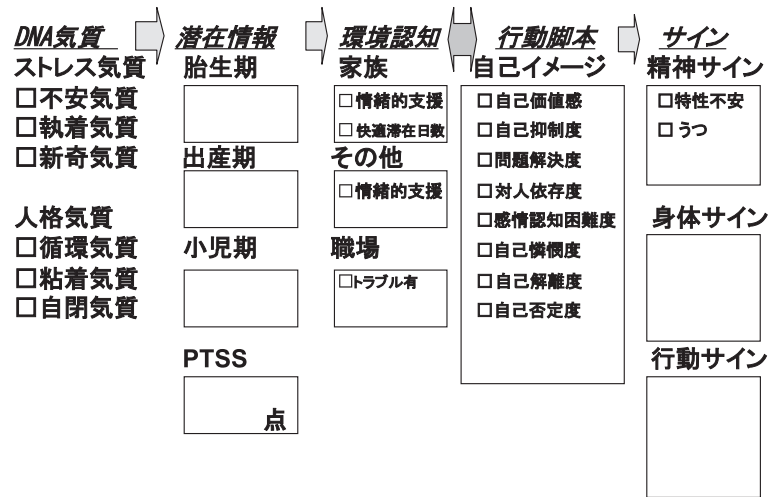 DNA気質
ストレス気質
□不安気質
□執着気質
□新奇気質
人格気質
□循環気質
□粘着気質
□自閉気質
潜在情報
胎生期
出産期
小児期
PTSS
点
環境認知
家族
□情緒的支援
□快適滞在日数
その他
□情緒的支援
職場
□トラブル有
行動脚本
自己イメージ
□自己価値感
□自己抑制度
□問題解決度
□対人依存度
□感情認知困難度
□自己憐憫度
□自己解離度
□自己否定度
サイン
精神サイン
□特性不安
□うつ
身体サイン
行動サイン